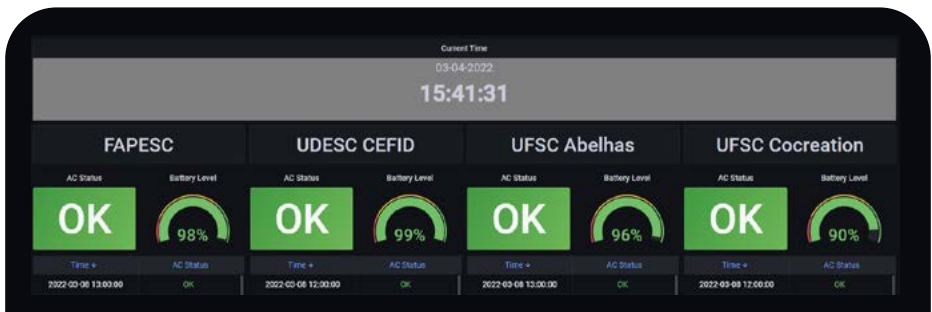 Current Time
03-04-2022
15:41:31
FAPESC UDESC CEFID UFSC Abelhas UFSC Cocreation
AC Status Battery Level AC Status Battery Level AC Status Battery Level AC Status Battery Level
OK 98% OK 99% OK 96% OK 90%
Time ↓ AC Status Time ↓ AC Status Time ↓ AC Status Time ↓ AC Status
2022-03-08 13:00:00 OK 2022-03-08 12:00:00 OK 2022-03-08 13:00:00 OK 2022-03-08 12:00:00 OK